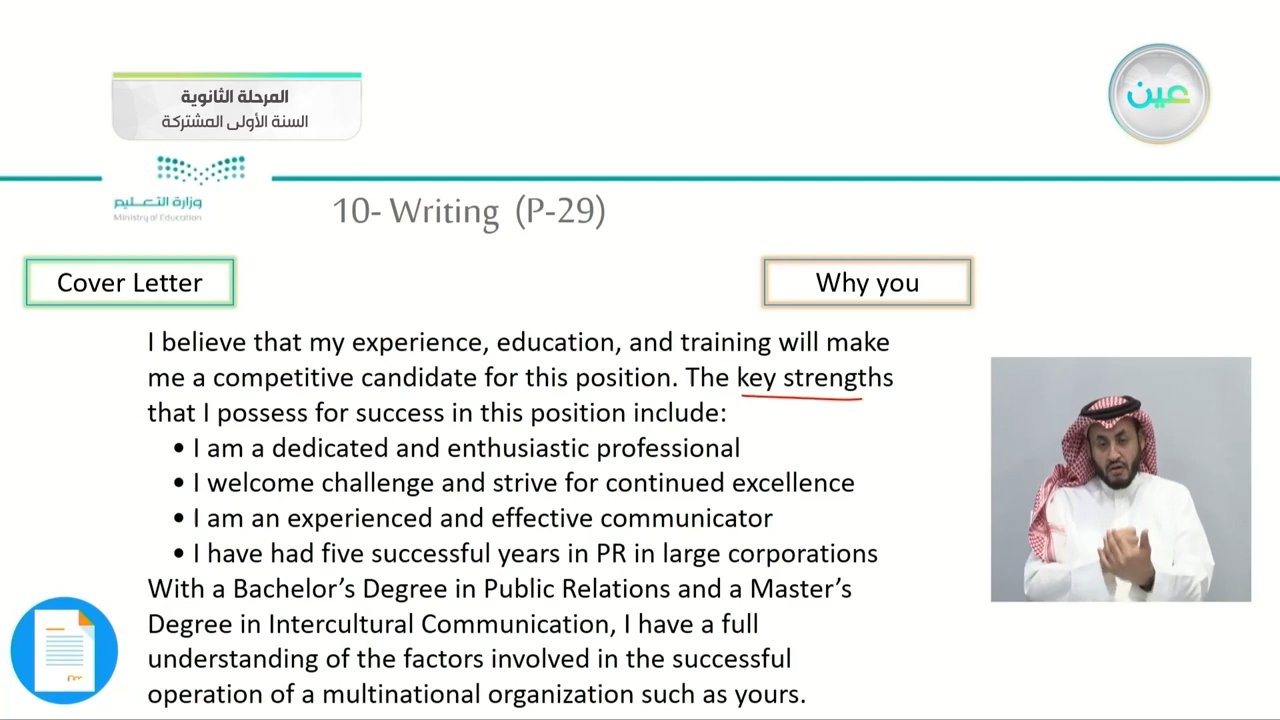 المرحلة الثانوية
السنة الأولى المشتركة
عين
وزارة التعليم
Ministry of Education
10- Writing (P-29)
Cover Letter
Why you
I believe that my experience, education, and training will make
me a competitive candidate for this position. The key strengths
that I possess for success in this position include:
• I am a dedicated and enthusiastic professional
• I welcome challenge and strive for continued excellence
• I am an experienced and effective communicator
• I have had five successful years in PR in large corporations
With a Bachelor’s Degree in Public Relations and a Master’s
Degree in Intercultural Communication, I have a full
understanding of the factors involved in the successful
operation of a multinational organization such as yours.